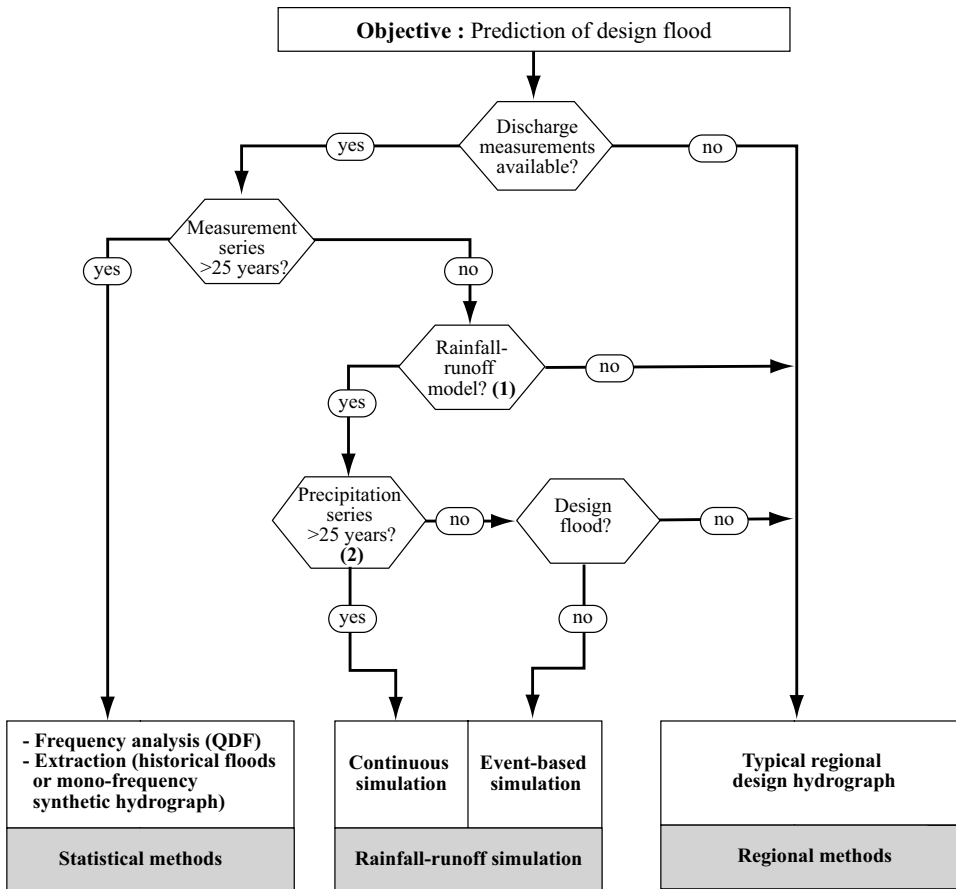 Objective : Prediction of design flood
Discharge
measurements
available?
yes
no
Measurement
series
>25 years?
yes
no
Rainfall-
runoff
model? (1)
no
yes
Precipitation
series
>25 years?
(2)
no
Design
flood?
no
yes
no
- Frequency analysis (QDF)
- Extraction (historical floods
or mono-frequency
synthetic hydrograph)
Continuous
simulation
Event-based
simulation
Typical regional
design hydrograph
Statistical methods
Rainfall-runoff simulation
Regional methods